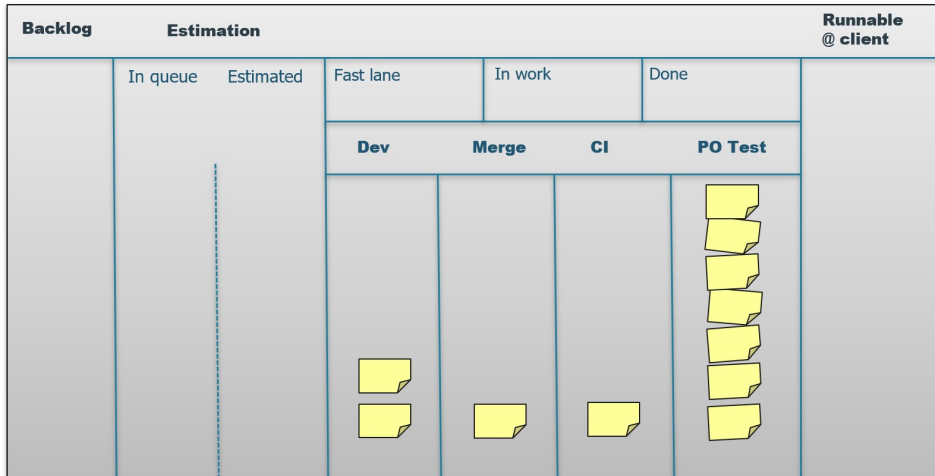 Backlog
Estimation
Runnable
@ client
In queue
Estimated
Fast lane
In work
Done
Dev
Merge
CI
PO Test